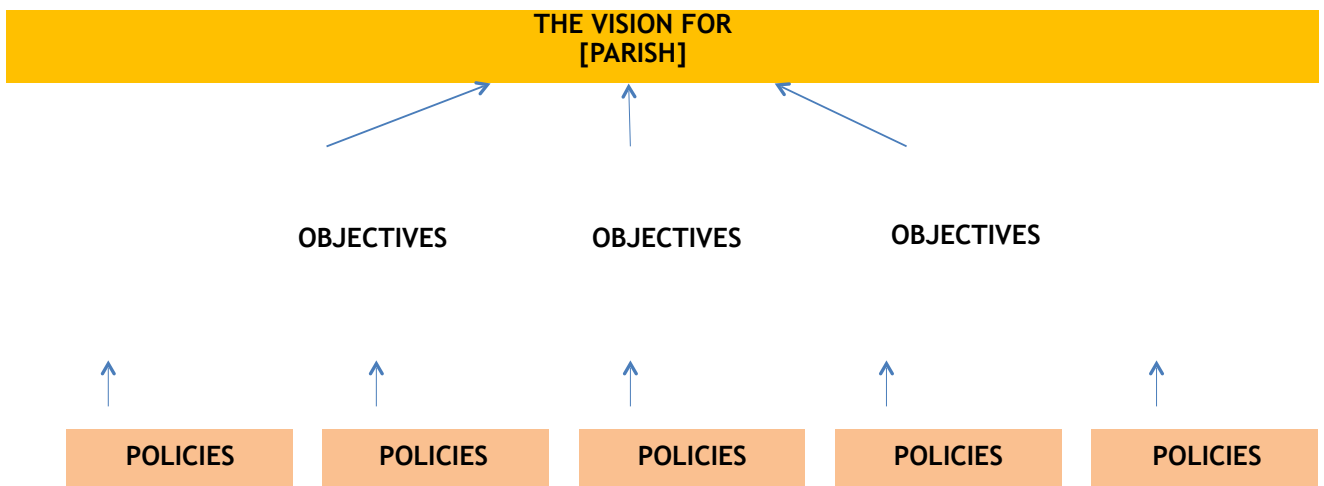 THE VISION FOR
[PARISH]
OBJECTIVES
OBJECTIVES
OBJECTIVES
POLICIES
POLICIES
POLICIES
POLICIES
POLICIES